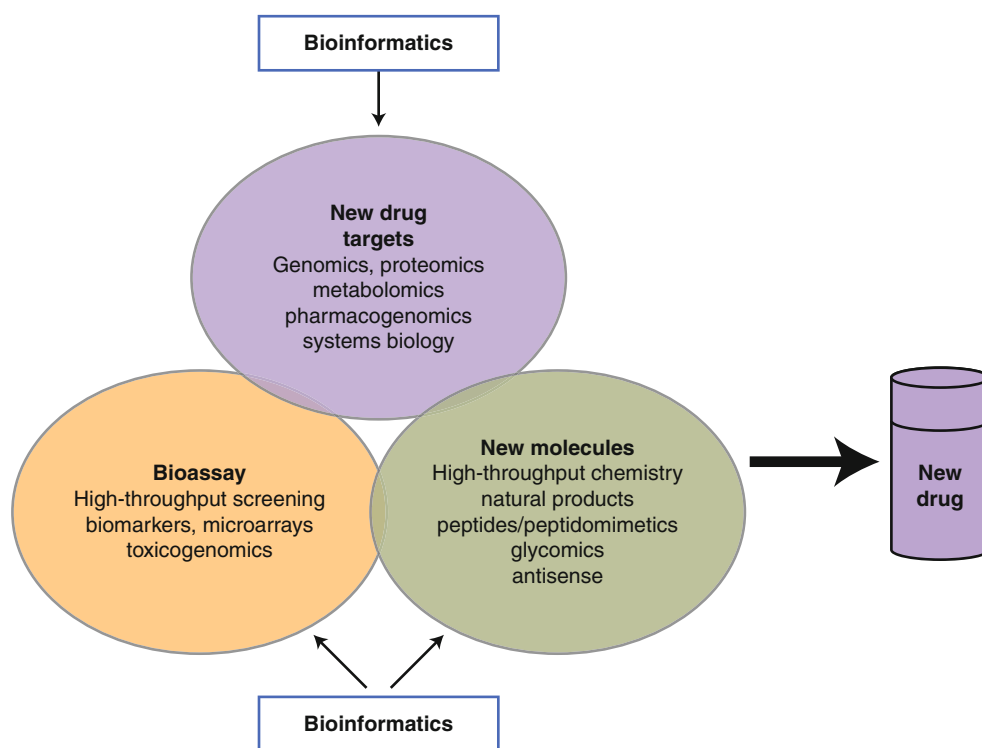 Bioinformatics
New drug
targets
Genomics, proteomics
metabolomics
pharmacogenomics
systems biology
Bioassay
High-throughput screening
biomarkers, microarrays
toxicogenomics
New molecules
High-throughput chemistry
natural products
peptides/peptidomimetics
glycomics
antisense
New
drug
Bioinformatics